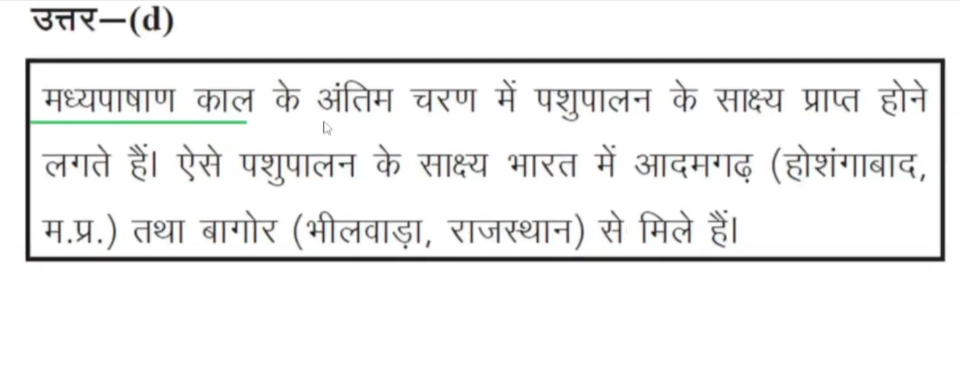 उत्तर–(d)
मध्यपाषाण काल के अंतिम चरण में पशुपालन के साक्ष्य प्राप्त होने
लगते हैं। ऐसे पशुपालन के साक्ष्य भारत में आदमगढ़ (होशंगाबाद,
म.प्र.) तथा बागोर (भीलवाड़ा, राजस्थान) से मिले हैं।